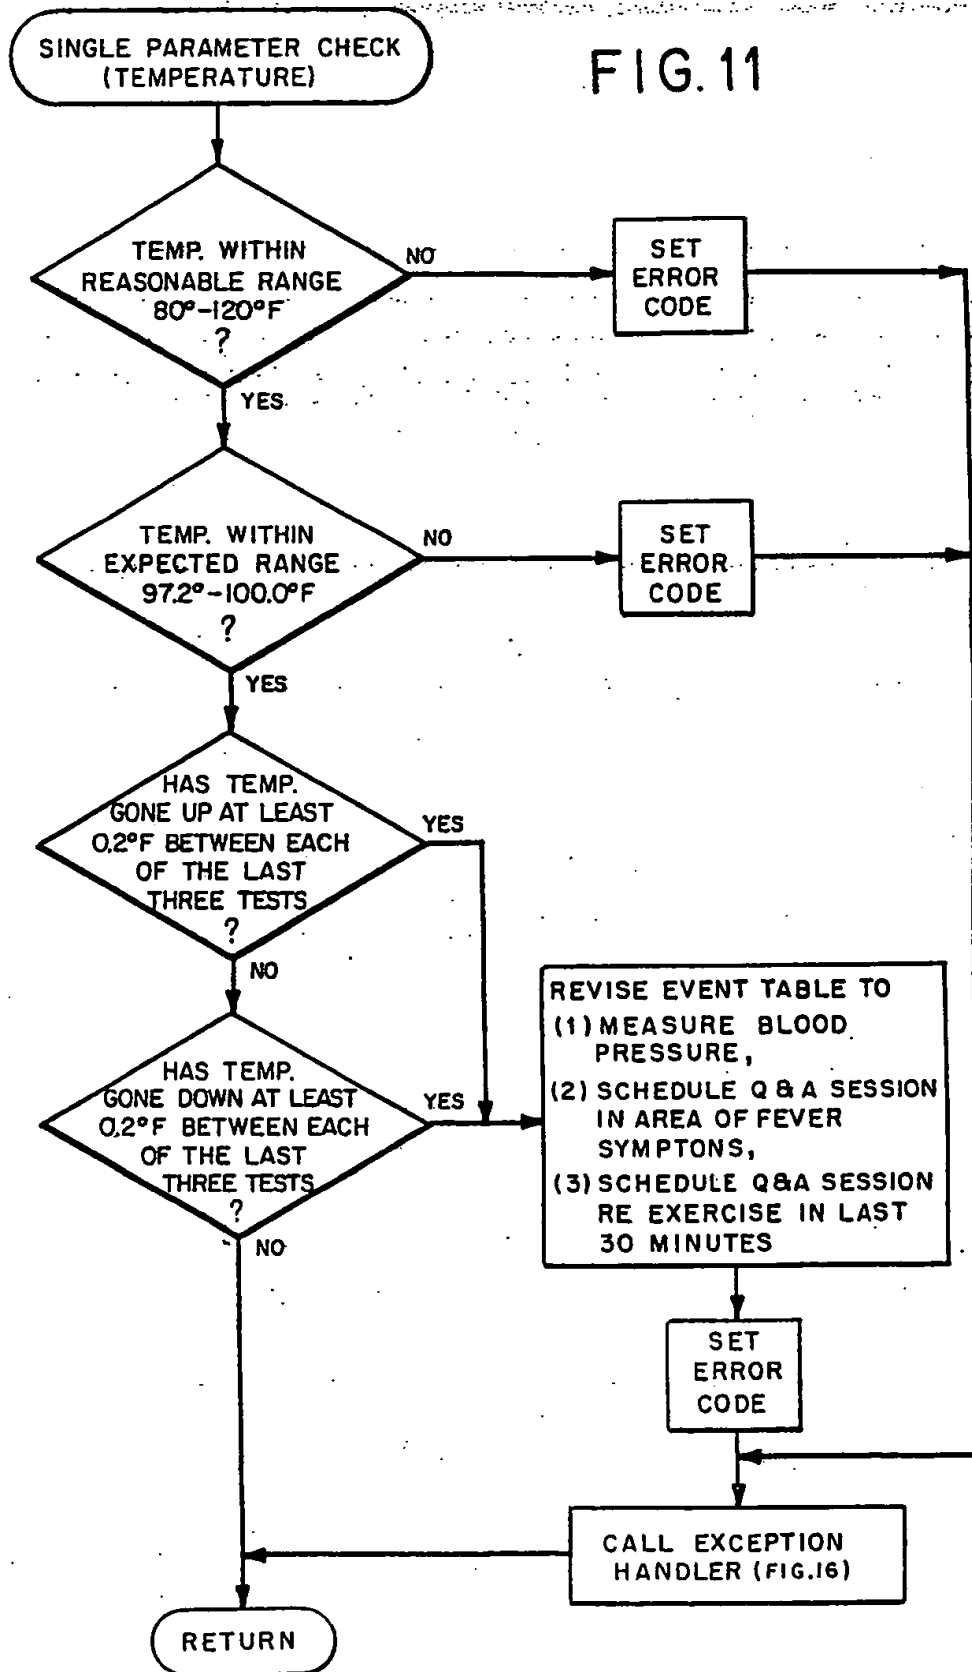 SINGLE PARAMETER CHECK
(TEMPERATURE)
FIG. 11
TEMP. WITHIN
REASONABLE RANGE
80°-120°F
?
NO
SET
ERROR
CODE
YES
TEMP. WITHIN
EXPECTED RANGE
97.2°-100.0°F
?
NO
SET
ERROR
CODE
YES
HAS TEMP.
GONE UP AT LEAST
0.2°F BETWEEN EACH
OF THE LAST
THREE TESTS
?
YES
NO
HAS TEMP.
GONE DOWN AT LEAST
0.2°F BETWEEN EACH
OF THE LAST
THREE TESTS
?
YES
NO
REVISE EVENT TABLE TO
(1) MEASURE BLOOD
PRESSURE,
(2) SCHEDULE Q & A SESSION
IN AREA OF FEVER
SYMPTONS,
(3) SCHEDULE Q&A SESSION
RE EXERCISE IN LAST
30 MINUTES
SET
ERROR
CODE
CALL EXCEPTION
HANDLER (FIG.16)
RETURN